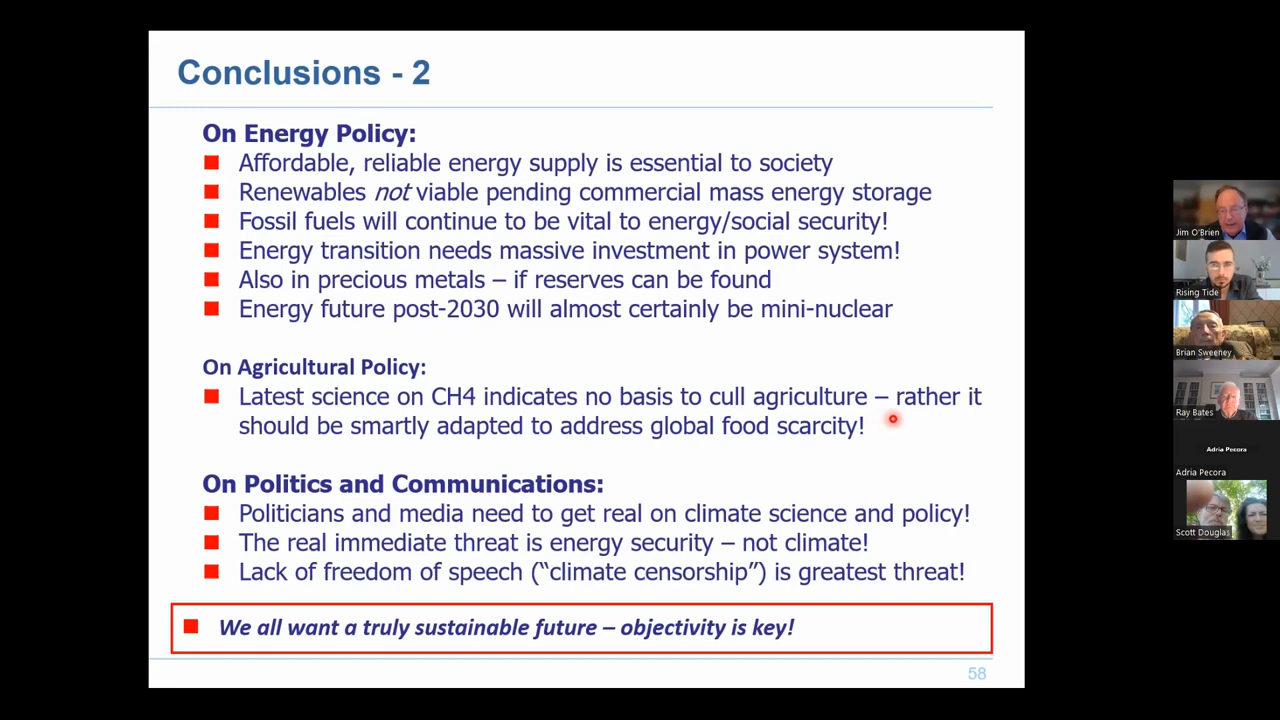 Conclusions - 2
On Energy Policy:
Affordable, reliable energy supply is essential to society
Renewables not viable pending commercial mass energy storage
Fossil fuels will continue to be vital to energy/social security!
Energy transition needs massive investment in power system!
Also in precious metals – if reserves can be found
Energy future post-2030 will almost certainly be mini-nuclear
On Agricultural Policy:
Latest science on CH4 indicates no basis to cull agriculture – rather it
should be smartly adapted to address global food scarcity!
On Politics and Communications:
Politicians and media need to get real on climate science and policy!
The real immediate threat is energy security – not climate!
Lack of freedom of speech (“climate censorship”) is greatest threat!
We all want a truly sustainable future – objectivity is key!
58
Jim O'Brien
Rising Tide
Brian Sweeney
Ray Bates
Adria Pecora
Adria Pecora
Scott Douglas